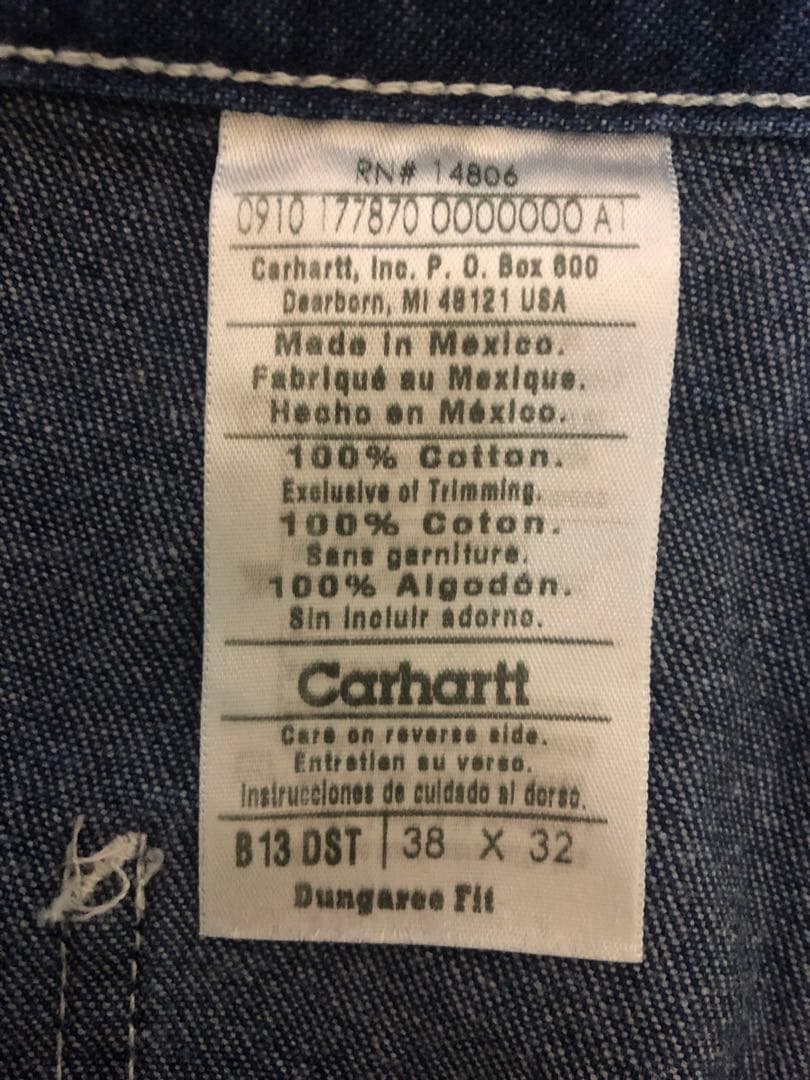 RN# 14806
0910 177870 0000000 A1
Carhartt, Inc. P. O. Box 600
Dearborn, MI 48121 USA
Made in Mexico.
Fabriqué au Mexique.
Hecho en México.
100% Cotton.
Exclusive of Trimming.
100% Coton.
Sans garniture.
100% Algodón.
Sin incluir adorno.
Carhartt
Care on reverse side.
Entretien au verso.
Instrucciones de cuidado al dorso.
B13 DST | 38 X 32
Dungaree Fit